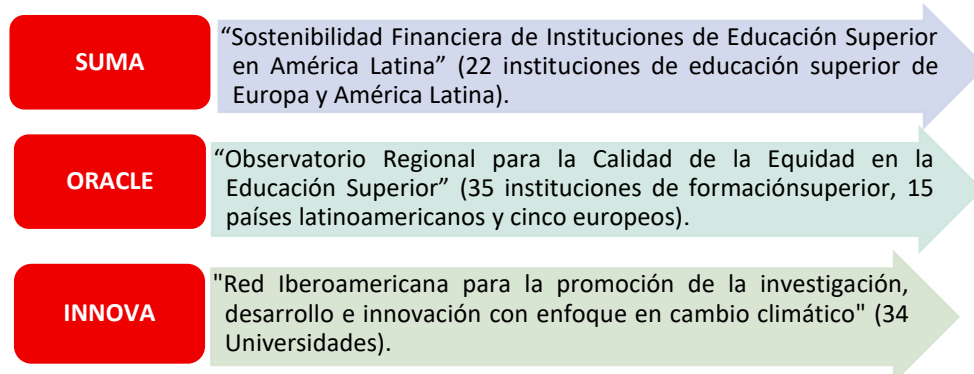 SUMA
“Sostenibilidad Financiera de Instituciones de Educación Superior
en América Latina” (22 instituciones de educación superior de
Europa y América Latina).
ORACLE
“Observatorio Regional para la Calidad de la Equidad en la
Educación Superior” (35 instituciones de formaciónsuperior, 15
países latinoamericanos y cinco europeos).
INNOVA
"Red Iberoamericana para la promoción de la investigación,
desarrollo e innovación con enfoque en cambio climático" (34
Universidades).